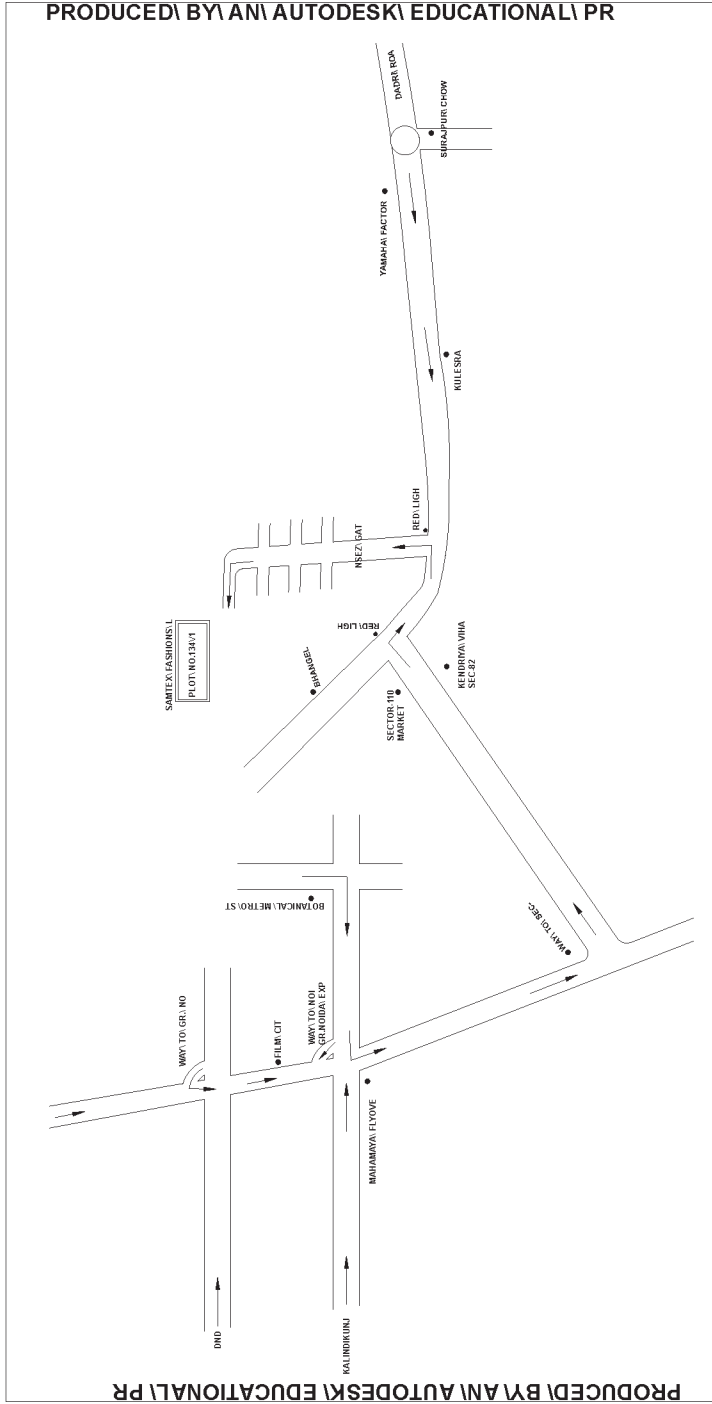 PRODUCED\ BY\ AN\ AUTODESK\ EDUCATIONAL\ PR
DADRI\ ROA
SURAJPUR\ CHOW
YAMAHA\ FACTOR
KULESRA
RED\ LIGH
NSEZ\ GAT
SAMTEX\ FASHIONS\ L
PLOT\ NO.134\/1
RED\ LIGH
BHANGEL
KENDRIYA\ VIHA
SEC-82
SECTOR-110
MARKET
BOTANICAL\ METRO\ ST
WAY\ TO\ SEC-
WAY\ TO\ GR.\ NO
FILM\ CIT
WAY\ TO\ NOI
GR.NOIDA\ EXP
MAHAMAYA\ FLYOVE
DND
KALINDIKUNJ
PRODUCED\ BY\ AN\ AUTODESK\ EDUCATIONAL\ PR